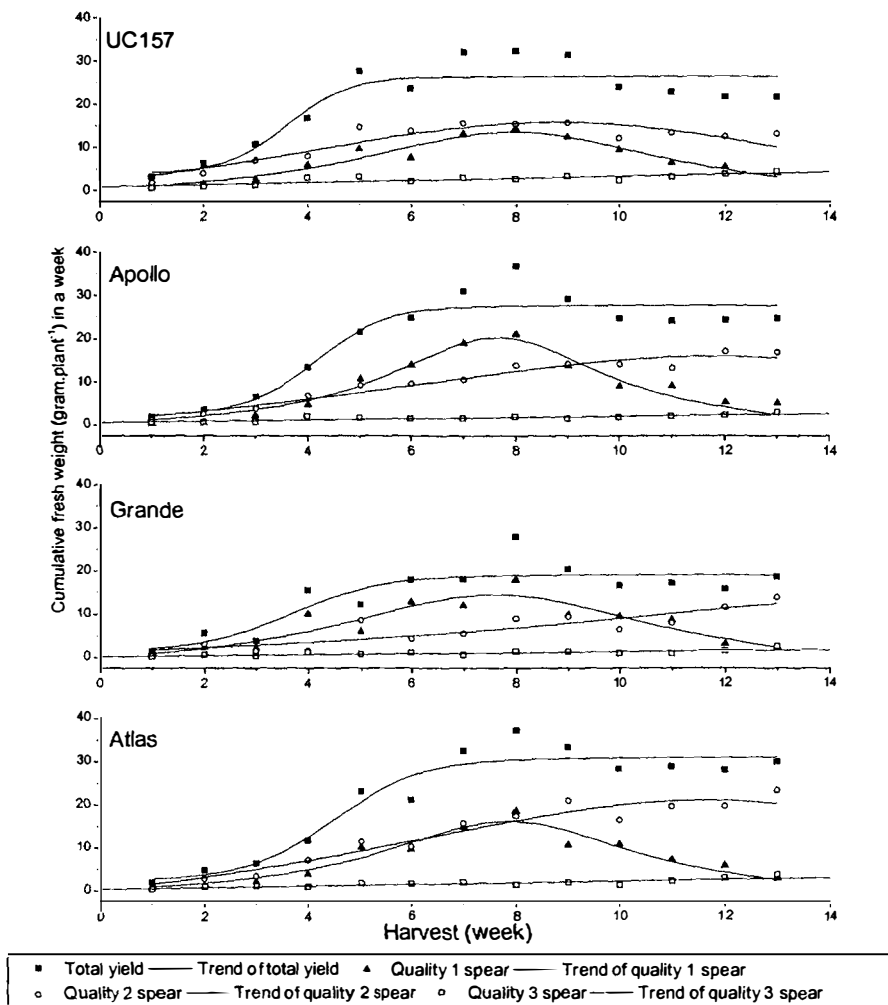 UC157
40
30
20
10
0
0 2 4 6 8 10 12 14
Apollo
40
30
20
10
0
0 2 4 6 8 10 12 14
Grande
40
30
20
10
0
0 2 4 6 8 10 12 14
Atlas
40
30
20
10
0
0 2 4 6 8 10 12 14
Cumulative fresh weight (gram.plant⁻¹) in a week
Harvest (week)
Total yield Trend of total yield Quality 1 spear Trend of quality 1 spear
Quality 2 spear Trend of quality 2 spear Quality 3 spear Trend of quality 3 spear